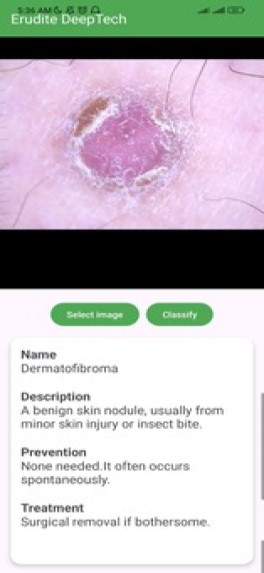 5:36 AM
Erudite DeepTech
Select image
Classify
Name
Dermatofibroma
Description
A benign skin nodule, usually from
minor skin injury or insect bite.
Prevention
None needed.It often occurs
spontaneously.
Treatment
Surgical removal if bothersome.